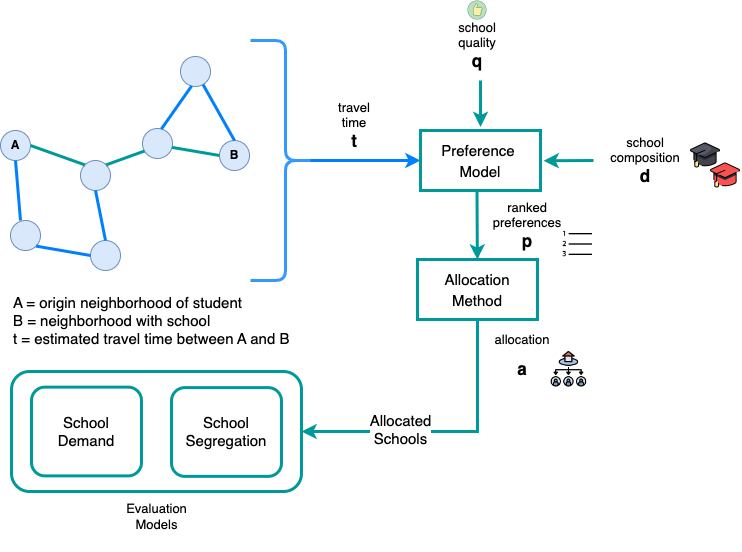 school
quality
q
travel
time
t
A
B
Preference
Model
school
composition
d
ranked
preferences
p
1
2
3
Allocation
Method
A = origin neighborhood of student
B = neighborhood with school
t = estimated travel time between A and B
allocation
a
School
Demand
School
Segregation
Allocated
Schools
Evaluation
Models